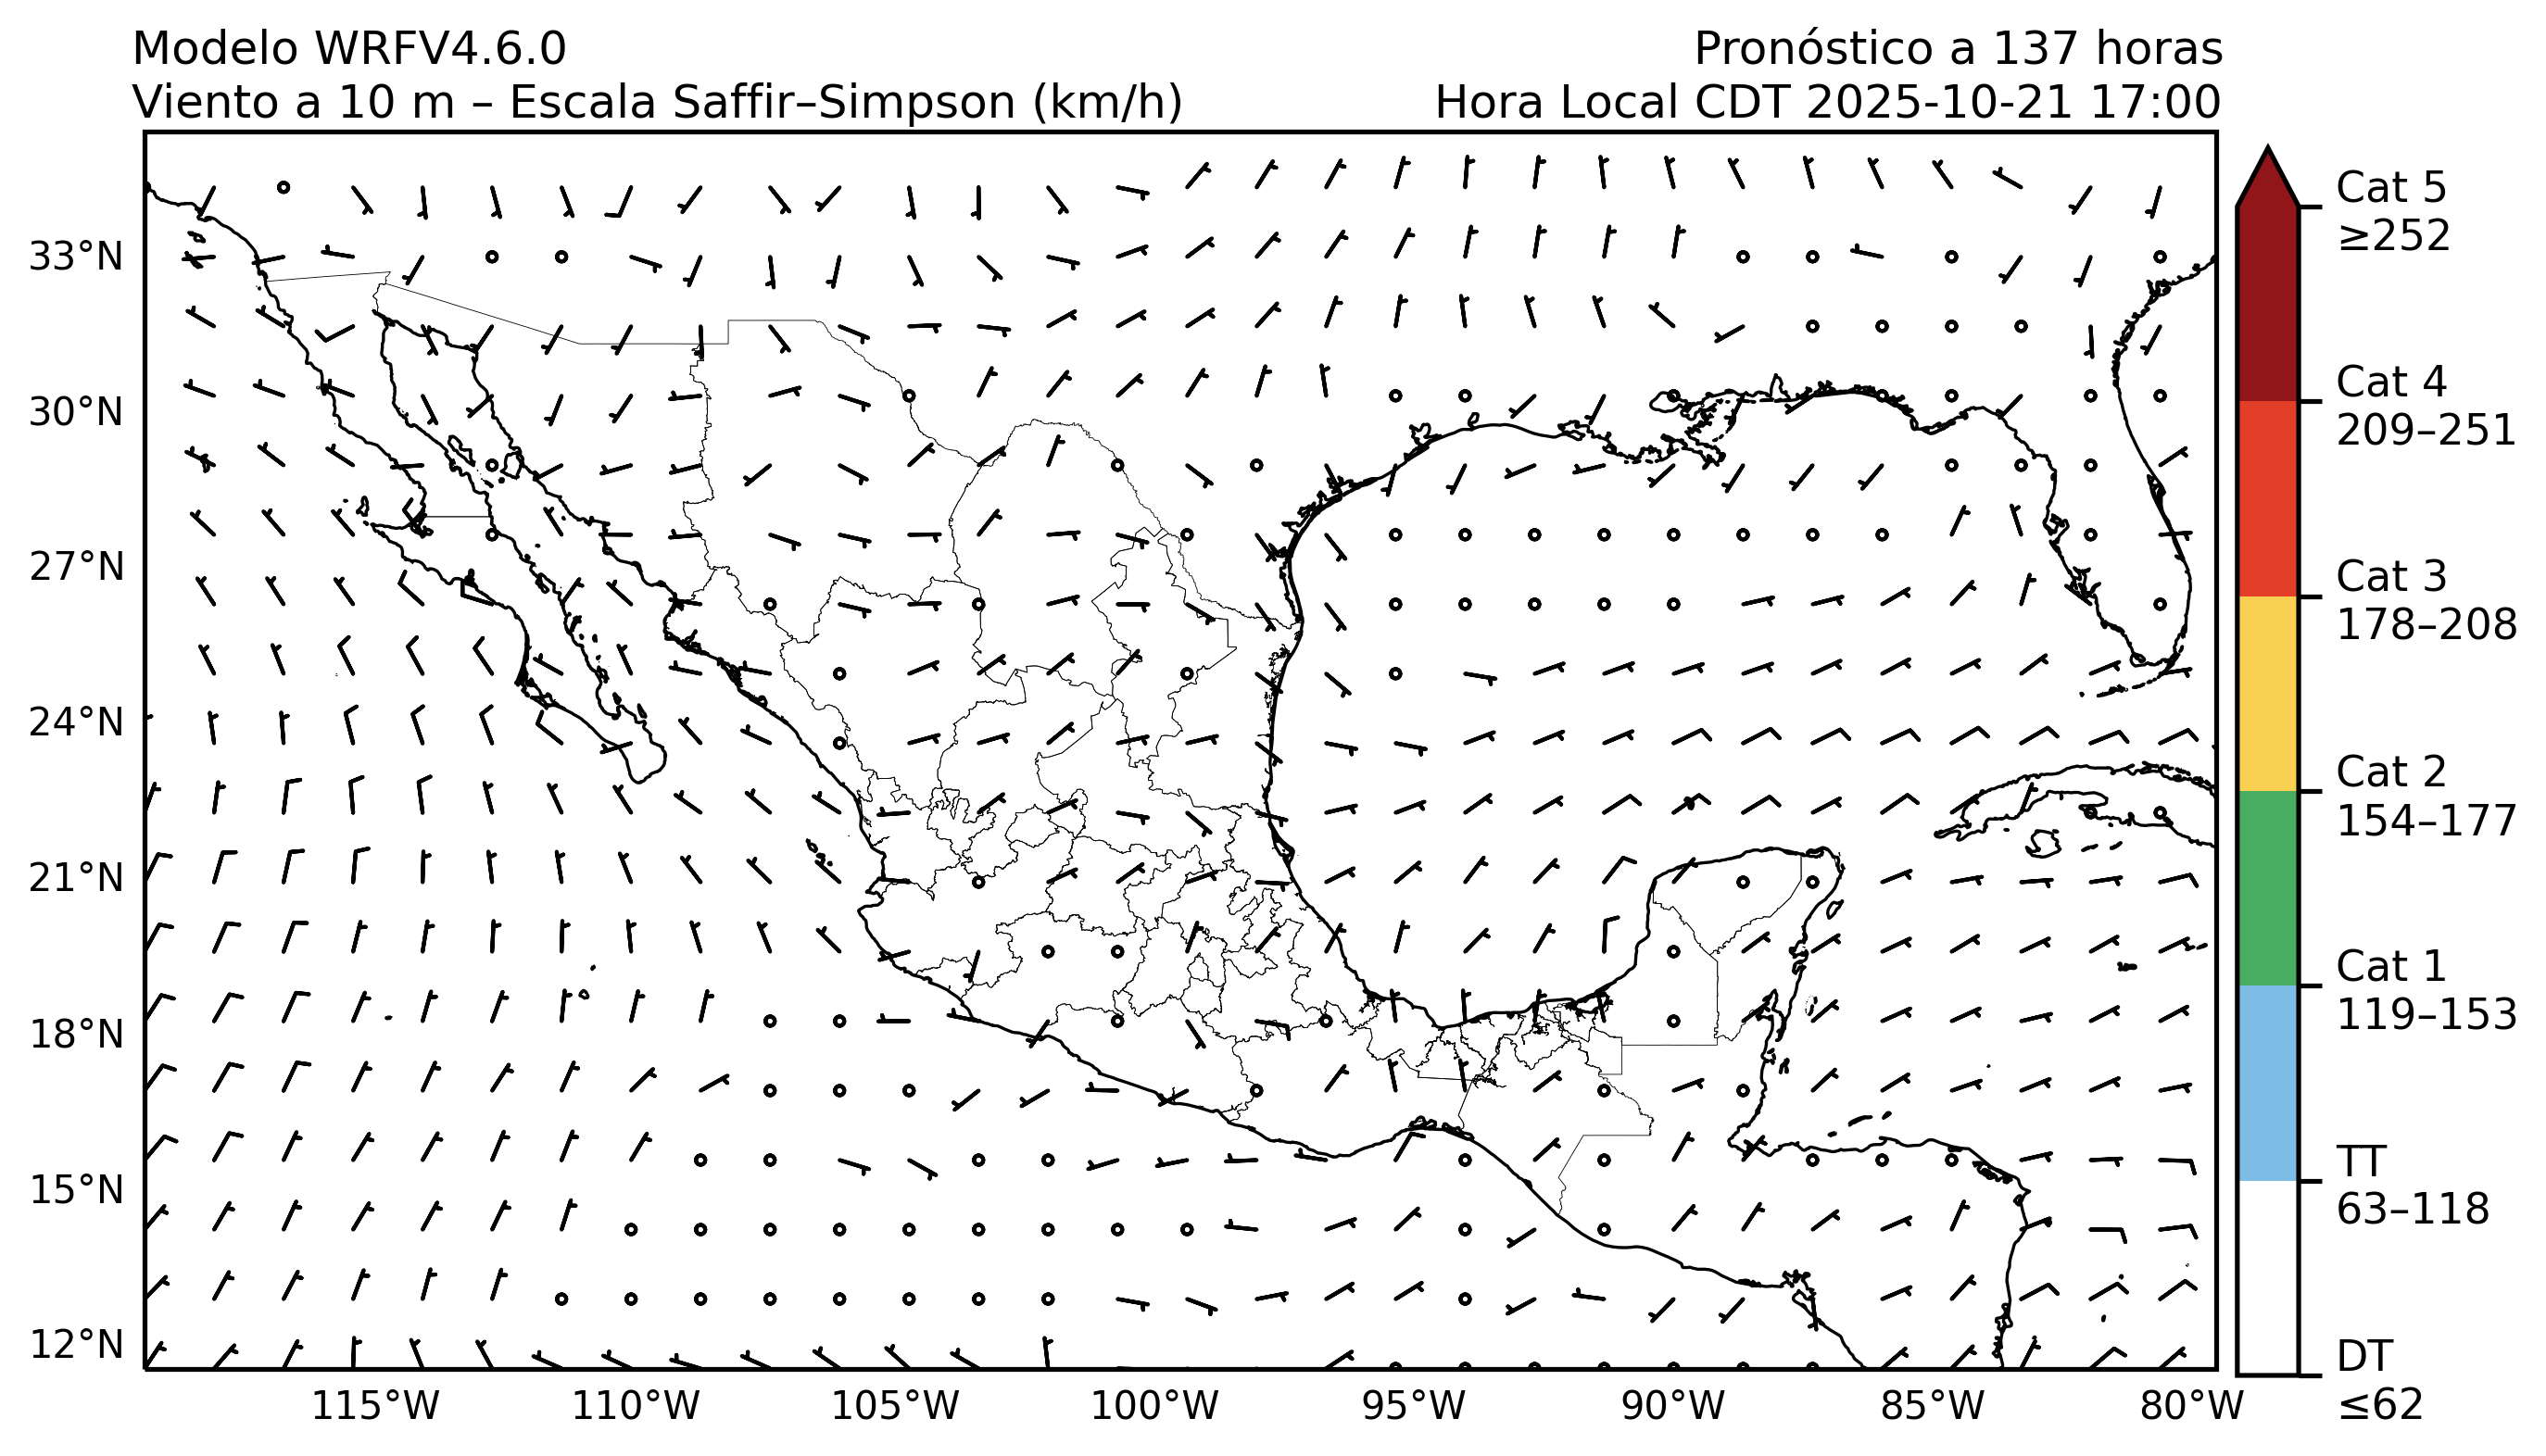 Modelo WRFV4.6.0
Pronóstico a 137 horas
Viento a 10 m – Escala Saffir–Simpson (km/h)
Hora Local CDT 2025-10-21 17:00
33°N
30°N
27°N
24°N
21°N
18°N
15°N
12°N
115°W
110°W
105°W
100°W
95°W
90°W
85°W
80°W
Cat 5
≥252
Cat 4
209–251
Cat 3
178–208
Cat 2
154–177
Cat 1
119–153
TT
63–118
DT
≤62